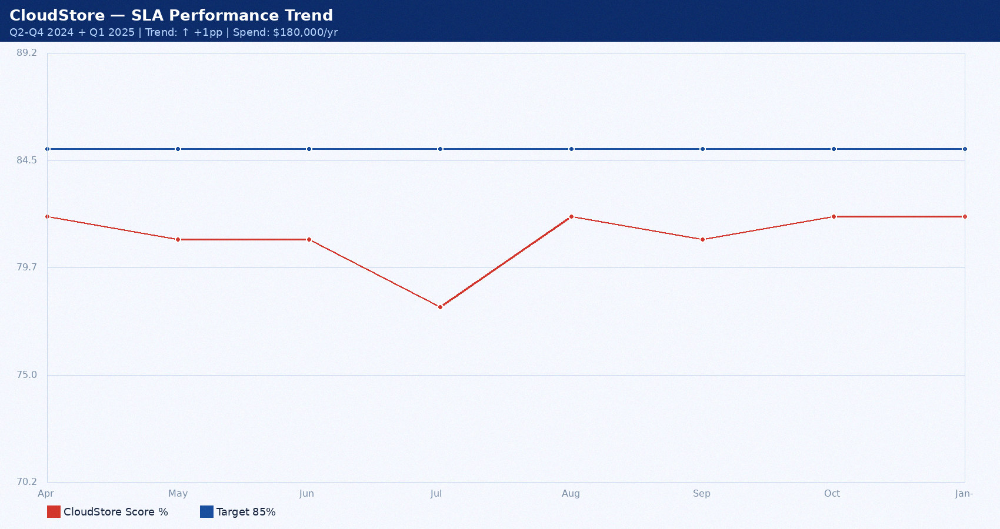 CloudStore — SLA Performance Trend
Q2-Q4 2024 + Q1 2025 | Trend: ↑ +1pp | Spend: $180,000/yr
89.2
84.5
79.7
75.0
70.2
Apr May Jun Jul Aug Sep Oct Jan-
CloudStore Score % Target 85%